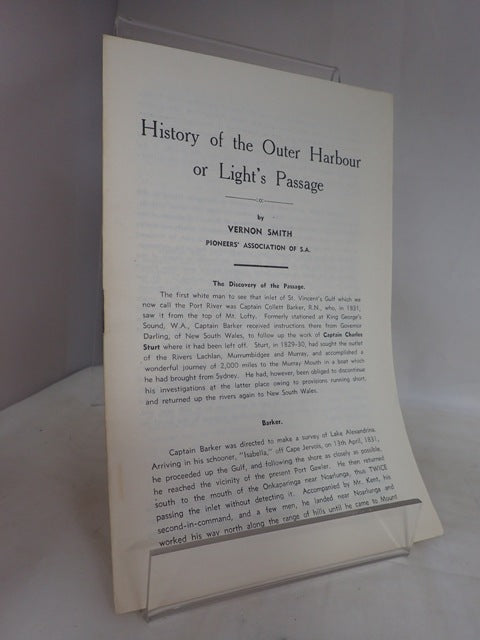 History of the Outer Harbour
or Light's Passage
by
VERNON SMITH
PIONEERS' ASSOCIATION OF S.A.
The Discovery of the Passage.
The first white man to see that inlet of St. Vincent's Gulf which we
now call the Port River was Captain Collett Barker, R.N., who, in 1831,
saw it from the top of Mt. Lofty. Formerly stationed at King George's
Sound, W.A., Captain Barker received instructions there from Governor
Darling, of New South Wales, to follow up the work of Captain Charles
Sturt where it had been left off. Sturt, in 1829-30, had sought the outlet
of the Rivers Lachlan, Murrumbidgee and Murray, and accomplished a
wonderful journey of 2,000 miles to the Murray Mouth in a boat which
he had brought from Sydney. He had, however, been obliged to discontinue
his investigations at the latter place owing to provisions running short,
and returned up the rivers again to New South Wales.
Barker.
Captain Barker was directed to make a survey of Lake Alexandrina.
Arriving in his schooner, "Isabella," off Cape Jervois, on 13th April, 1831,
he proceeded up the Gulf, and following the shore as closely as possible,
he reached the vicinity of the present Port Gawler. He then returned
south to the mouth of the Onkaparinga near Noarlunga, thus TWICE
passing the inlet without detecting it. Accompanied by Mr. Kent, his
second-in-command, and a few men, he landed near Noarlunga and
worked his way north along the range of hills until he came to Mount